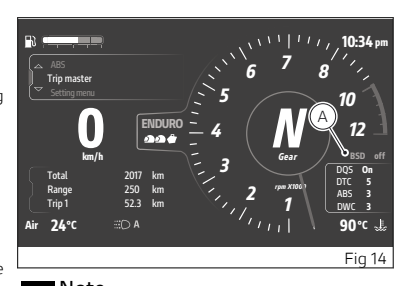 10:34 pm
ABS
Trip master
Setting menu
0
km/h
ENDURO
N
Gear
rpm X1000
1
2
3
4
5
6
7
8
10
12
A
BSD off
DQS On
DTC 5
ABS 3
DWC 3
Total 2017 km
Range 250 km
Trip 1 52.3 km
Air 24°C
A
90°C
Fig 14
Note